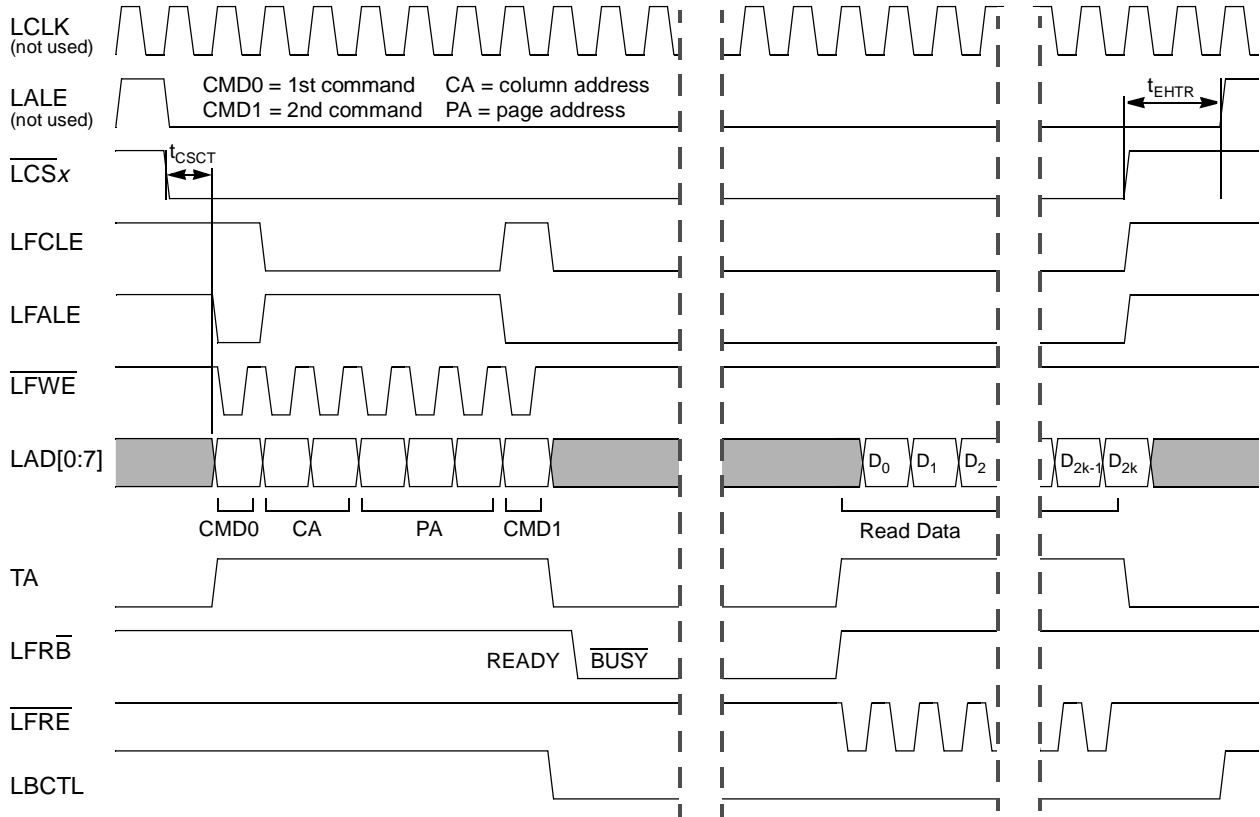 LCLK
(not used)
LALE
(not used)
CMD0 = 1st command CA = column address
CMD1 = 2nd command PA = page address
tEHTR
LCSx
tCSCT
LFCLE
LFALE
LFWE
LAD[0:7]
D0 D1 D2 D2k-1 D2k
CMD0 CA PA CMD1 Read Data
TA
LFRB
READY BUSY
LFRE
LBCTL